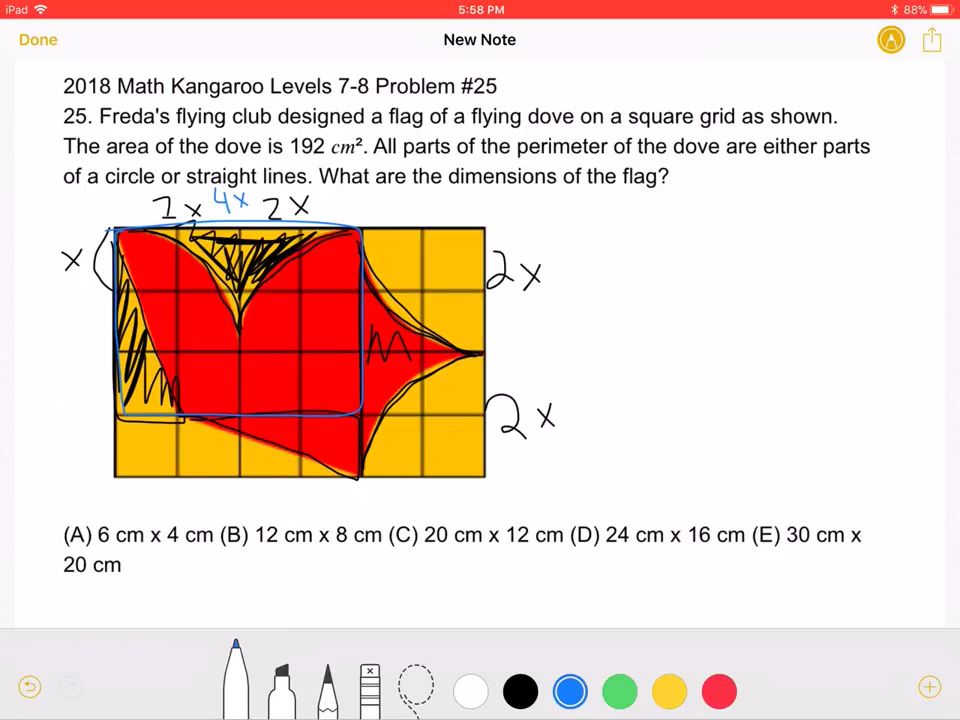 iPad 5:58 PM 88%
Done New Note
2018 Math Kangaroo Levels 7-8 Problem #25
25. Freda's flying club designed a flag of a flying dove on a square grid as shown.
The area of the dove is 192 cm². All parts of the perimeter of the dove are either parts
of a circle or straight lines. What are the dimensions of the flag?
2x 4x 2x
x
2x
2x
(A) 6 cm x 4 cm (B) 12 cm x 8 cm (C) 20 cm x 12 cm (D) 24 cm x 16 cm (E) 30 cm x
20 cm